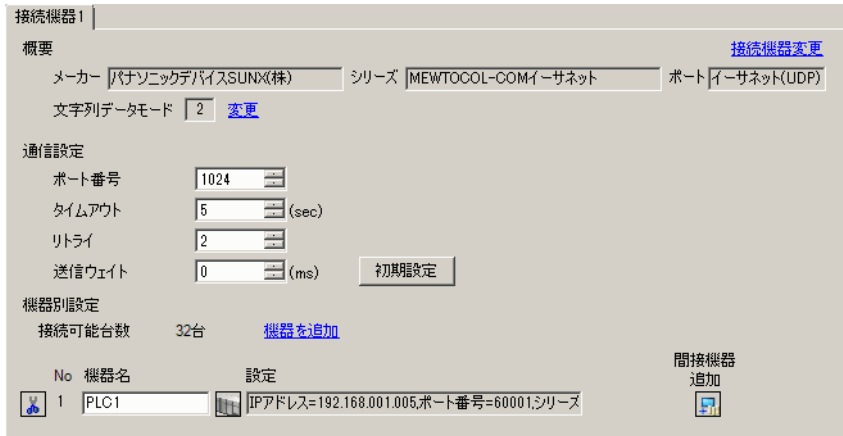 接続機器1
概要 接続機器変更
メーカー パナソニックデバイスSUNX(株) シリーズ MEWTOCOL-COMイーサネット ポート イーサネット(UDP)
文字列データモード 2 変更
通信設定
ポート番号 1024
タイムアウト 5 (sec)
リトライ 2
送信ウェイト 0 (ms) 初期設定
機器別設定
接続可能台数 32台 機器を追加
間接機器
No 機器名 設定 追加
1 PLC1 IPアドレス=192.168.001.005,ポート番号=60001,シリーズ